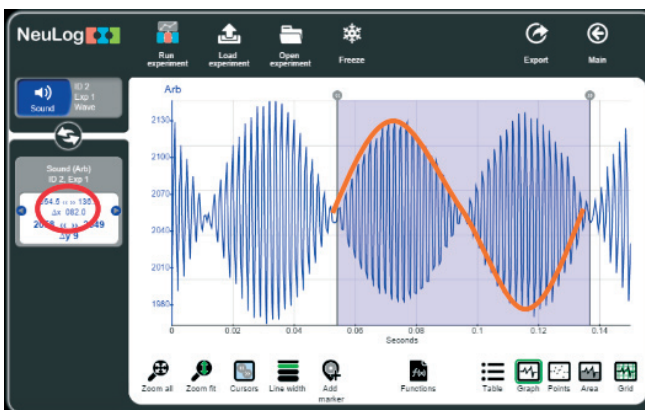 NeuLog
Run experiment
Load experiment
Open experiment
Freeze
Export
Main
Sound
ID 2
Exp 1
Wave
Sound (Arb)
ID 2, Exp 1
Δx 082.0
Δy 9
Arb
2130
2100
2070
2040
2010
1980
0 0.02 0.04 0.06 0.08 0.1 0.12 0.14
Seconds
Zoom all
Zoom fit
Cursors
Line width
Add marker
f(x)
Functions
Table
Graph
Points
Area
Grid